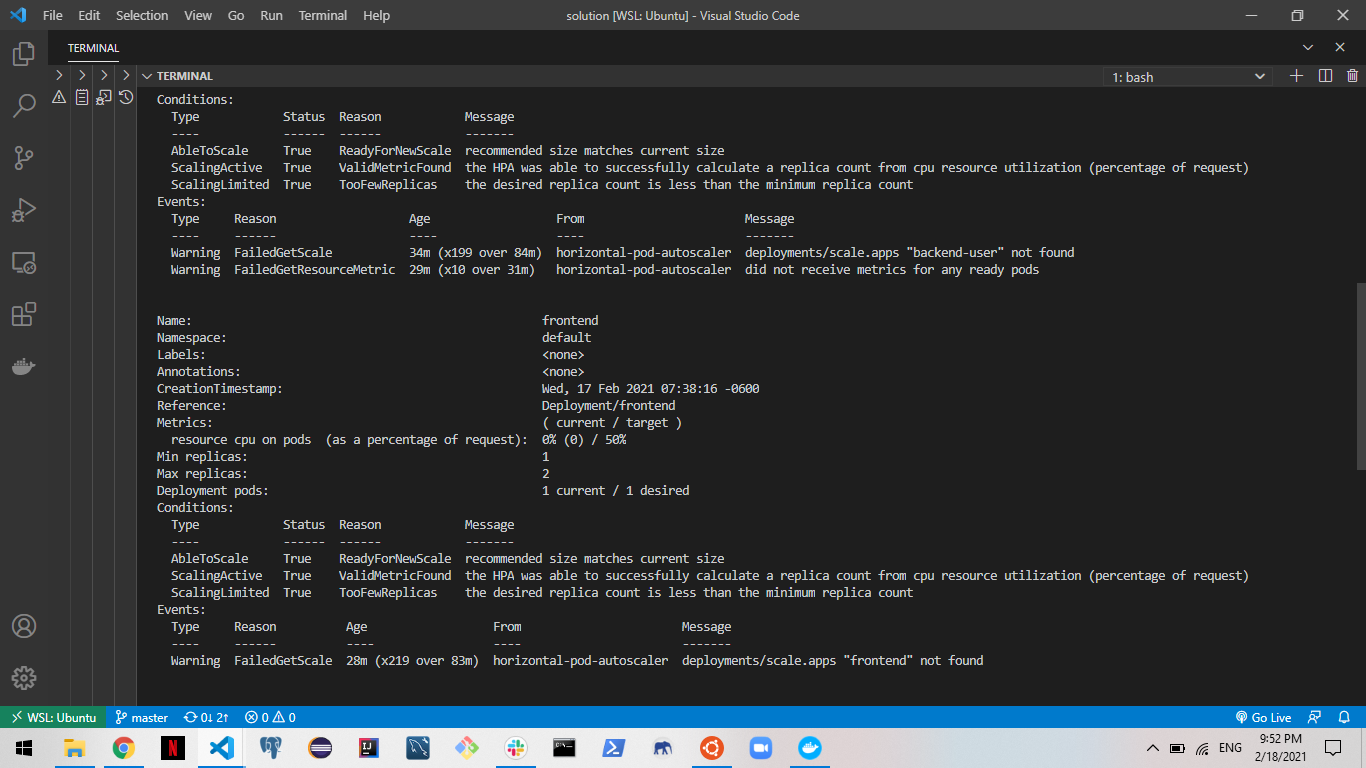 File Edit Selection View Go Run Terminal Help
solution [WSL: Ubuntu] - Visual Studio Code
TERMINAL
TERMINAL
1: bash
Conditions:
Type Status Reason Message
---- ------ ------ -------
AbleToScale True ReadyForNewScale recommended size matches current size
ScalingActive True ValidMetricFound the HPA was able to successfully calculate a replica count from cpu resource utilization (percentage of request)
ScalingLimited True TooFewReplicas the desired replica count is less than the minimum replica count
Events:
Type Reason Age From Message
---- ------ ---- ---- -------
Warning FailedGetScale 34m (x199 over 84m) horizontal-pod-autoscaler deployments/scale.apps "backend-user" not found
Warning FailedGetResourceMetric 29m (x10 over 31m) horizontal-pod-autoscaler did not receive metrics for any ready pods
Name: frontend
Namespace: default
Labels: <none>
Annotations: <none>
CreationTimestamp: Wed, 17 Feb 2021 07:38:16 -0600
Reference: Deployment/frontend
Metrics: ( current / target )
resource cpu on pods (as a percentage of request): 0% (0) / 50%
Min replicas: 1
Max replicas: 2
Deployment pods: 1 current / 1 desired
Conditions:
Type Status Reason Message
---- ------ ------ -------
AbleToScale True ReadyForNewScale recommended size matches current size
ScalingActive True ValidMetricFound the HPA was able to successfully calculate a replica count from cpu resource utilization (percentage of request)
ScalingLimited True TooFewReplicas the desired replica count is less than the minimum replica count
Events:
Type Reason Age From Message
---- ------ ---- ---- -------
Warning FailedGetScale 28m (x219 over 83m) horizontal-pod-autoscaler deployments/scale.apps "frontend" not found
WSL: Ubuntu master 0↓ 2↑ 0 0 Go Live
N IJ ENG 9:52 PM
2/18/2021